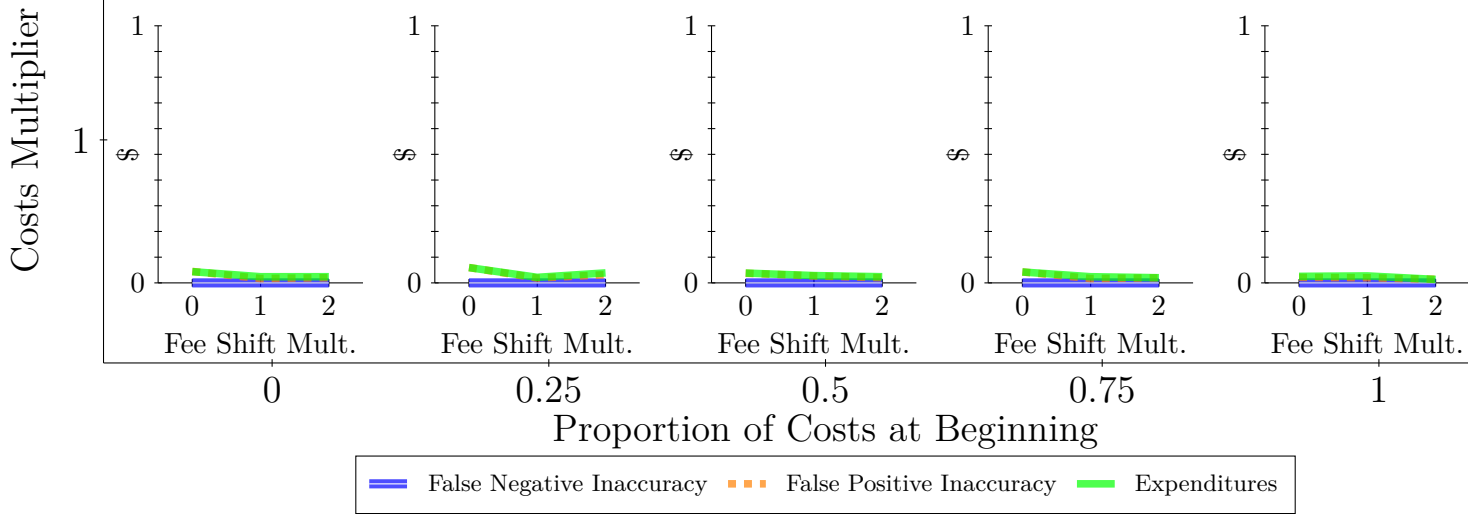 Costs Multiplier
1
1 1 1 1 1
$ $ $ $ $
0 0 0 0 0
0 1 2 0 1 2 0 1 2 0 1 2 0 1 2
Fee Shift Mult. Fee Shift Mult. Fee Shift Mult. Fee Shift Mult. Fee Shift Mult.
0 0.25 0.5 0.75 1
Proportion of Costs at Beginning
False Negative Inaccuracy False Positive Inaccuracy Expenditures